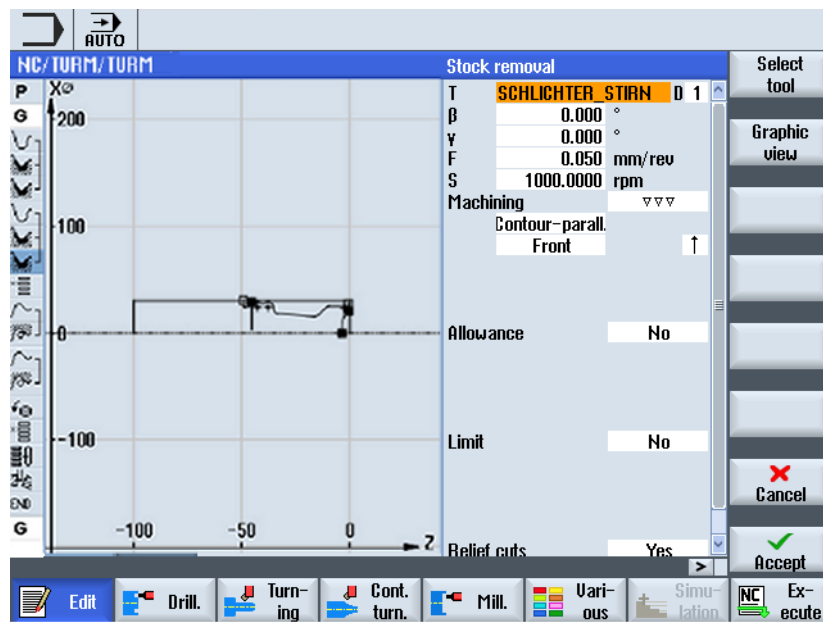 AUTO
NC/TURM/TURM
Stock removal
Select
tool
Graphic
view
Cancel
Accept
P
G
END
G
X⌀
200
100
0
-100
-100
-50
0
Z
T SCHLICHTER_STIRN D 1
β 0.000 °
γ 0.000 °
F 0.050 mm/rev
S 1000.0000 rpm
Machining ▽▽▽
Contour-parall.
Front ↑
Allowance No
Limit No
Relief cuts Yes
>
Edit
Drill.
Turn-
ing
Cont.
turn.
Mill.
Vari-
ous
Simu-
lation
NC
Ex-
ecute